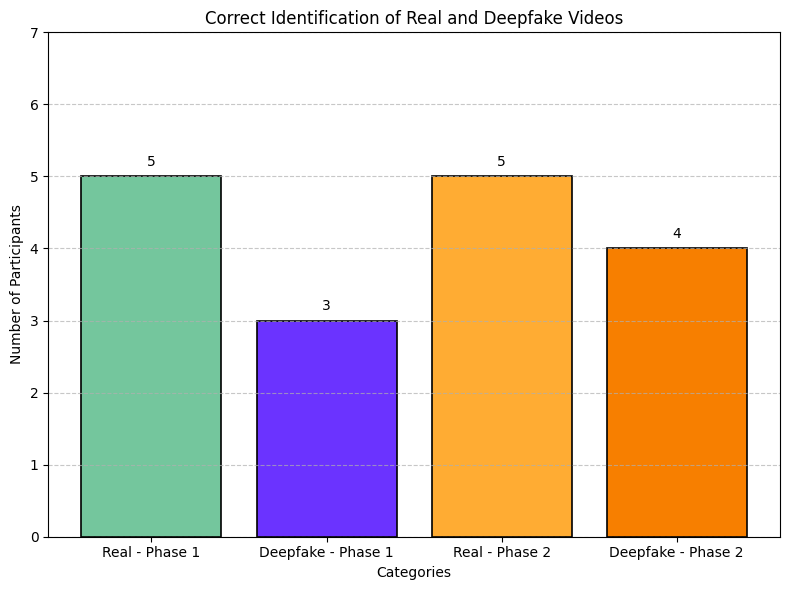 Correct Identification of Real and Deepfake Videos
7
6
5
4
3
2
1
0
Number of Participants
5
3
5
4
Real - Phase 1
Deepfake - Phase 1
Real - Phase 2
Deepfake - Phase 2
Categories